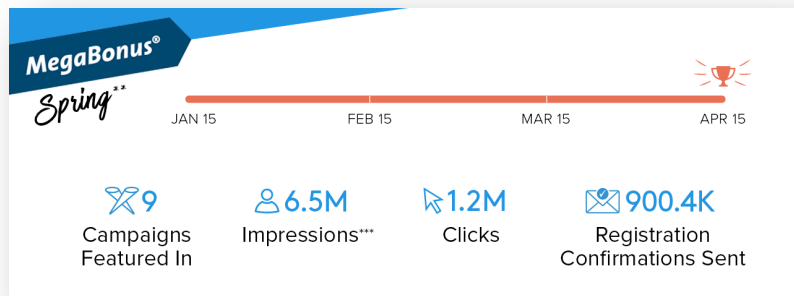 MegaBonus®
Spring**
JAN 15 FEB 15 MAR 15 APR 15
9 6.5M 1.2M 900.4K
Campaigns Featured In Impressions*** Clicks Registration Confirmations Sent